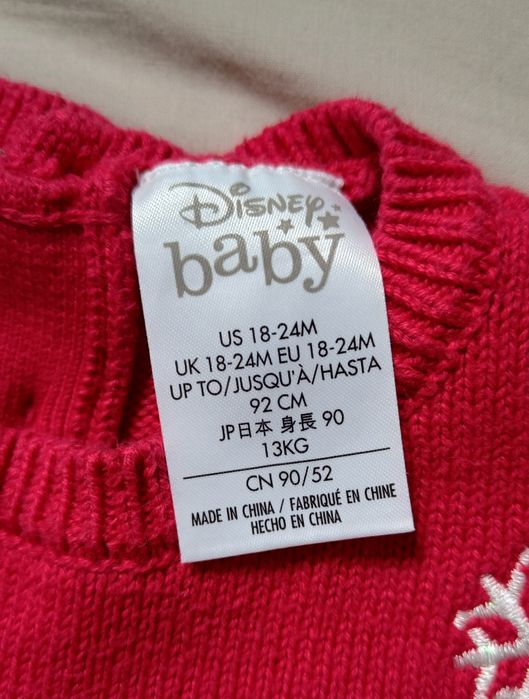 Disney
baby
US 18-24M
UK 18-24M EU 18-24M
UP TO/JUSQU'À/HASTA
92 CM
JP日本 身長 90
13KG
CN 90/52
MADE IN CHINA / FABRIQUÉ EN CHINE
HECHO EN CHINA